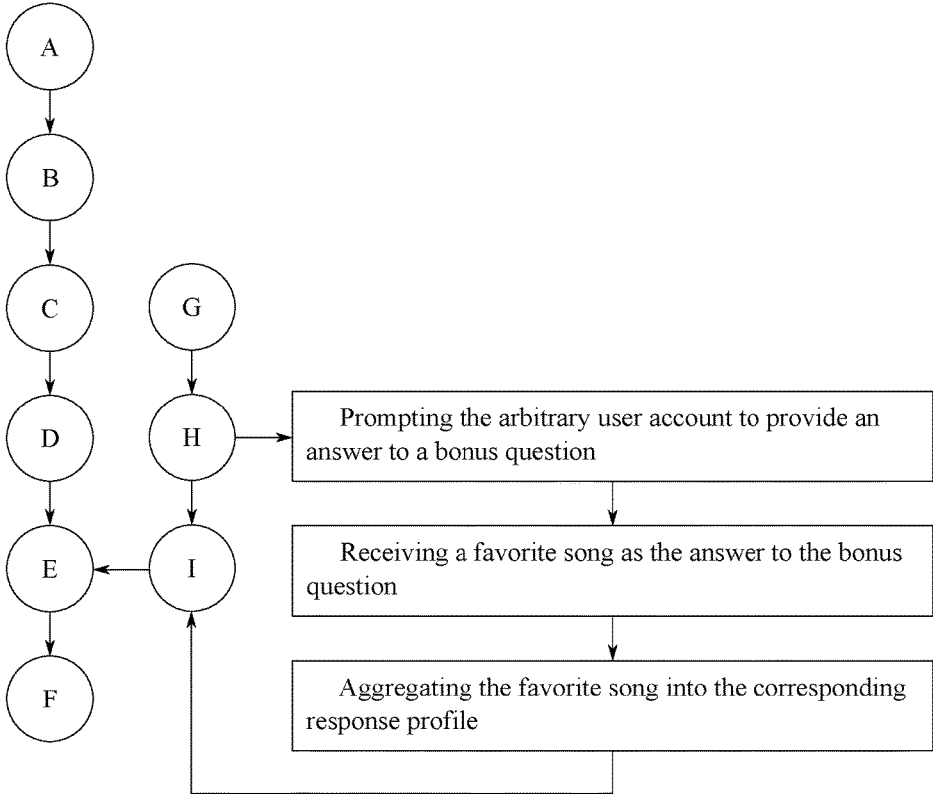 A
B
C
G
D
H
Prompting the arbitrary user account to provide an
answer to a bonus question
E
I
Receiving a favorite song as the answer to the bonus
question
F
Aggregating the favorite song into the corresponding
response profile